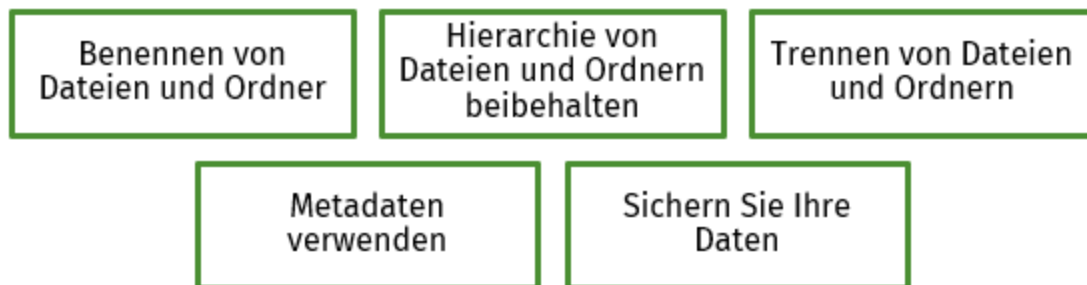 Benennen von
Dateien und Ordner
Hierarchie von
Dateien und Ordnern
beibehalten
Trennen von Dateien
und Ordnern
Metadaten
verwenden
Sichern Sie Ihre
Daten